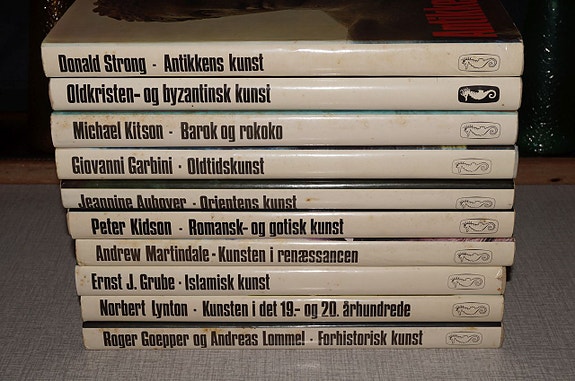 Antikke
Donald Strong · Antikkens kunst
Oldkristen- og byzantinsk kunst
Michael Kitson · Barok og rokoko
Giovanni Garbini · Oldtidskunst
Jeannine Auboyer · Orientens kunst
Peter Kidson · Romansk- og gotisk kunst
Andrew Martindale · Kunsten i renæssancen
Ernst J. Grube · Islamisk kunst
Norbert Lynton · Kunsten i det 19.- og 20. århundrede
Roger Goepper og Andreas Lommel · Forhistorisk kunst